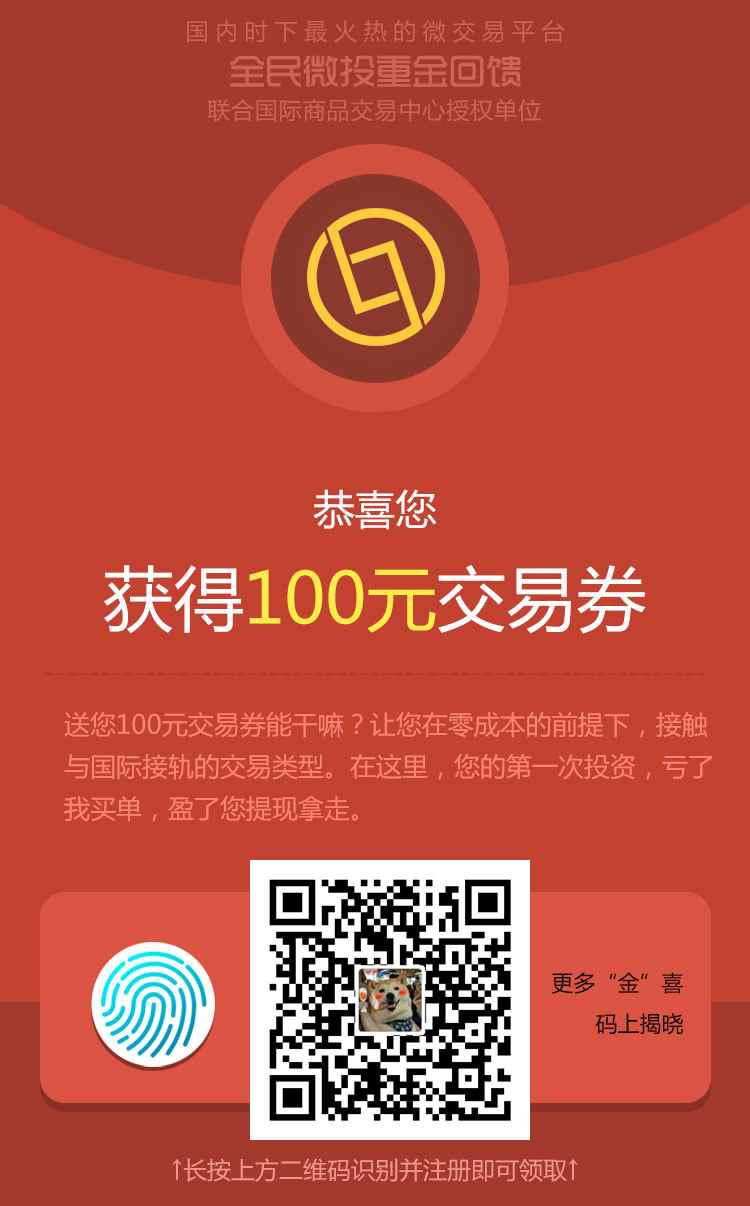 国内时下最火热的微交易平台
全民微投重金回馈
联合国际商品交易中心授权单位
恭喜您
获得100元交易券
送您100元交易券能干嘛？让您在零成本的前提下，接触
与国际接轨的交易类型。在这里，您的第一次投资，亏了
我买单，盈了您提现拿走。
更多“金”喜
码上揭晓
↑长按上方二维码识别并注册即可领取↑